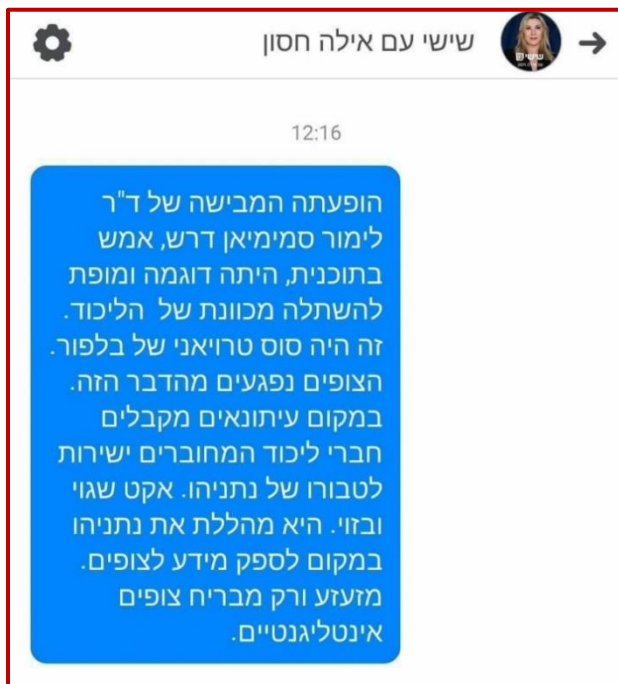 שישי עם אילה חסון
שישי
12:16
הופעתה המבישה של ד"ר
לימור סמימיאן דרש, אמש
בתוכנית, היתה דוגמה ומופת
להשתלה מכוונת של הליכוד.
זה היה סוס טרויאני של בלפור.
הצופים נפגעים מהדבר הזה.
במקום עיתונאים מקבלים
חברי ליכוד המחוברים ישירות
לטבורו של נתניהו. אקט שגוי
ובזוי. היא מהללת את נתניהו
במקום לספק מידע לצופים.
מזעזע ורק מבריח צופים
אינטליגנטיים.